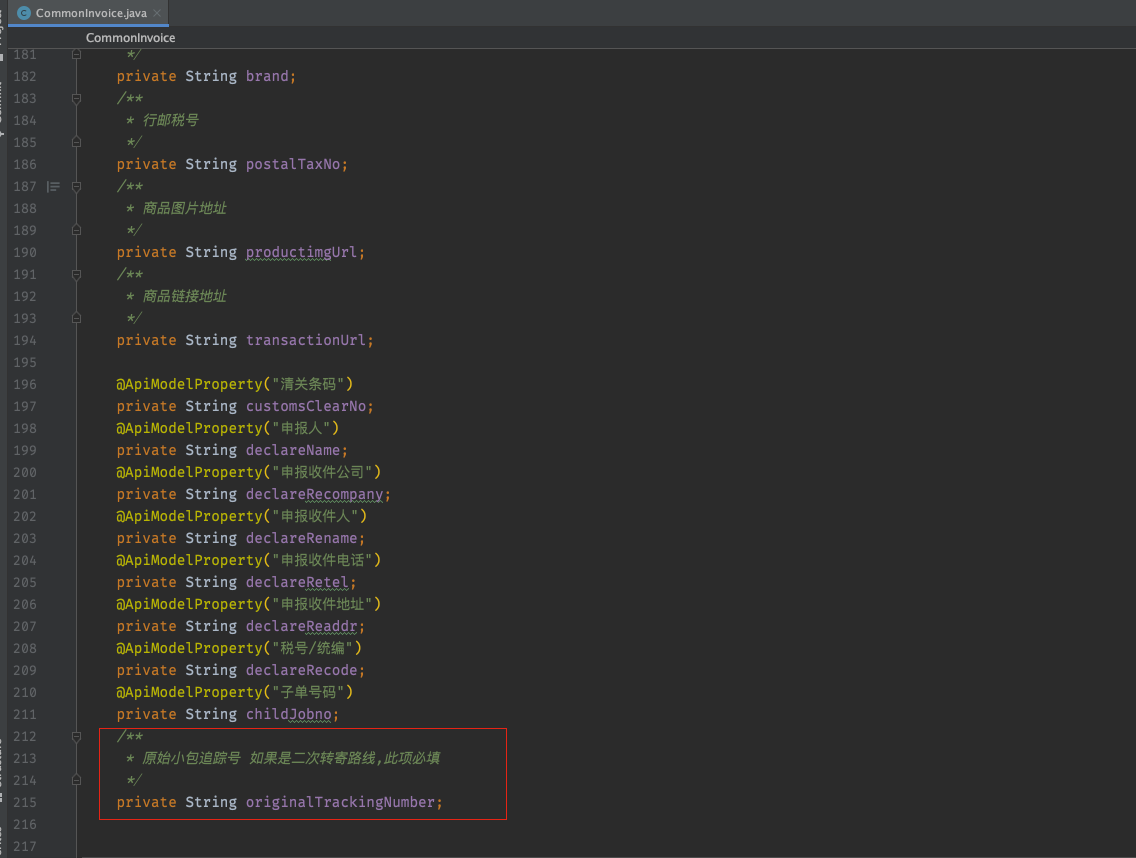 CommonInvoice.java
CommonInvoice
181 */
182 private String brand;
183 /**
184 * 行邮税号
185 */
186 private String postalTaxNo;
187 /**
188 * 商品图片地址
189 */
190 private String productimgUrl;
191 /**
192 * 商品链接地址
193 */
194 private String transactionUrl;
195
196 @ApiModelProperty("清关条码")
197 private String customsClearNo;
198 @ApiModelProperty("申报人")
199 private String declareName;
200 @ApiModelProperty("申报收件公司")
201 private String declareRecompany;
202 @ApiModelProperty("申报收件人")
203 private String declareRename;
204 @ApiModelProperty("申报收件电话")
205 private String declareRetel;
206 @ApiModelProperty("申报收件地址")
207 private String declareReaddr;
208 @ApiModelProperty("税号/统编")
209 private String declareRecode;
210 @ApiModelProperty("子单号码")
211 private String childJobno;
212 /**
213 * 原始小包追踪号 如果是二次转寄路线,此项必填
214 */
215 private String originalTrackingNumber;
216
217